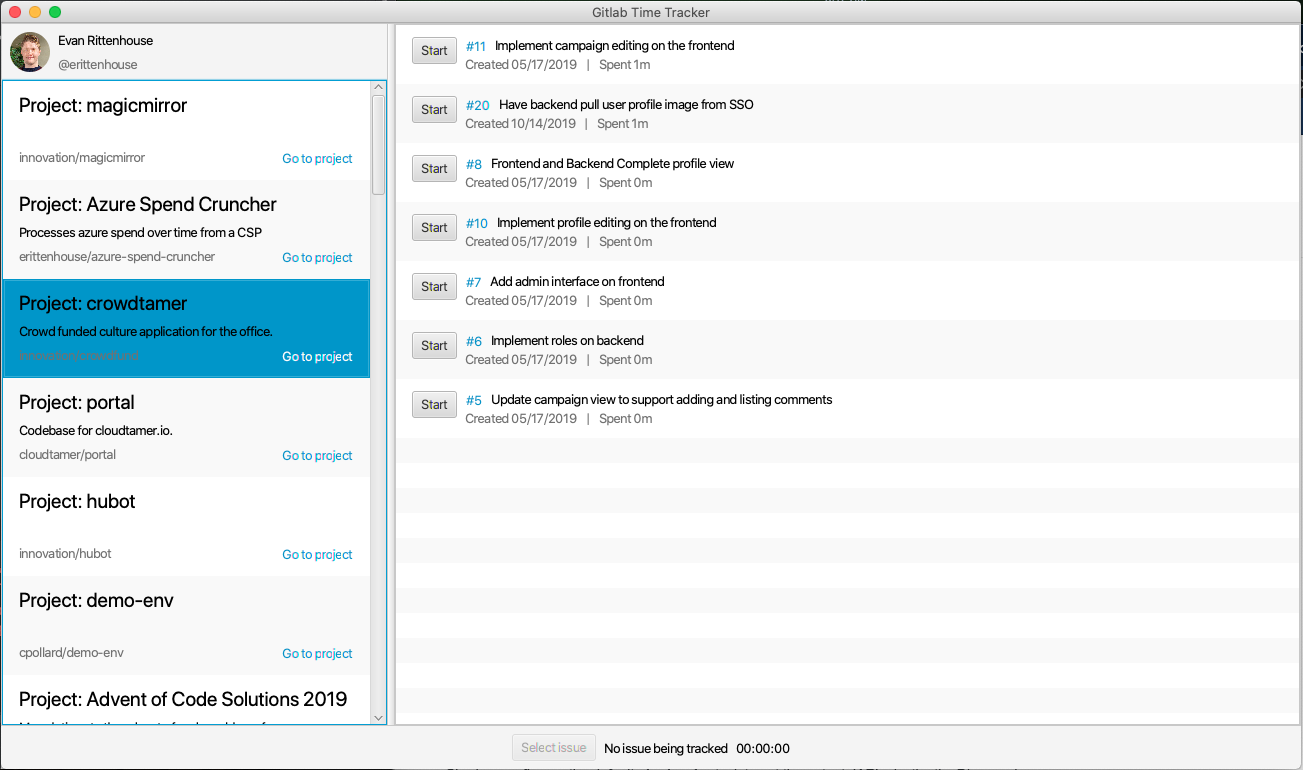 Gitlab Time Tracker
Evan Rittenhouse
@erittenhouse
Project: magicmirror
innovation/magicmirror Go to project
Project: Azure Spend Cruncher
Processes azure spend over time from a CSP
erittenhouse/azure-spend-cruncher Go to project
Project: crowdtamer
Crowd funded culture application for the office.
Go to project
Project: portal
Codebase for cloudtamer.io.
cloudtamer/portal Go to project
Project: hubot
innovation/hubot Go to project
Project: demo-env
cpollard/demo-env Go to project
Project: Advent of Code Solutions 2019
Start #11 Implement campaign editing on the frontend
Created 05/17/2019 | Spent 1m
Start #20 Have backend pull user profile image from SSO
Created 10/14/2019 | Spent 1m
Start #8 Frontend and Backend Complete profile view
Created 05/17/2019 | Spent 0m
Start #10 Implement profile editing on the frontend
Created 05/17/2019 | Spent 0m
Start #7 Add admin interface on frontend
Created 05/17/2019 | Spent 0m
Start #6 Implement roles on backend
Created 05/17/2019 | Spent 0m
Start #5 Update campaign view to support adding and listing comments
Created 05/17/2019 | Spent 0m
Select issue No issue being tracked 00:00:00